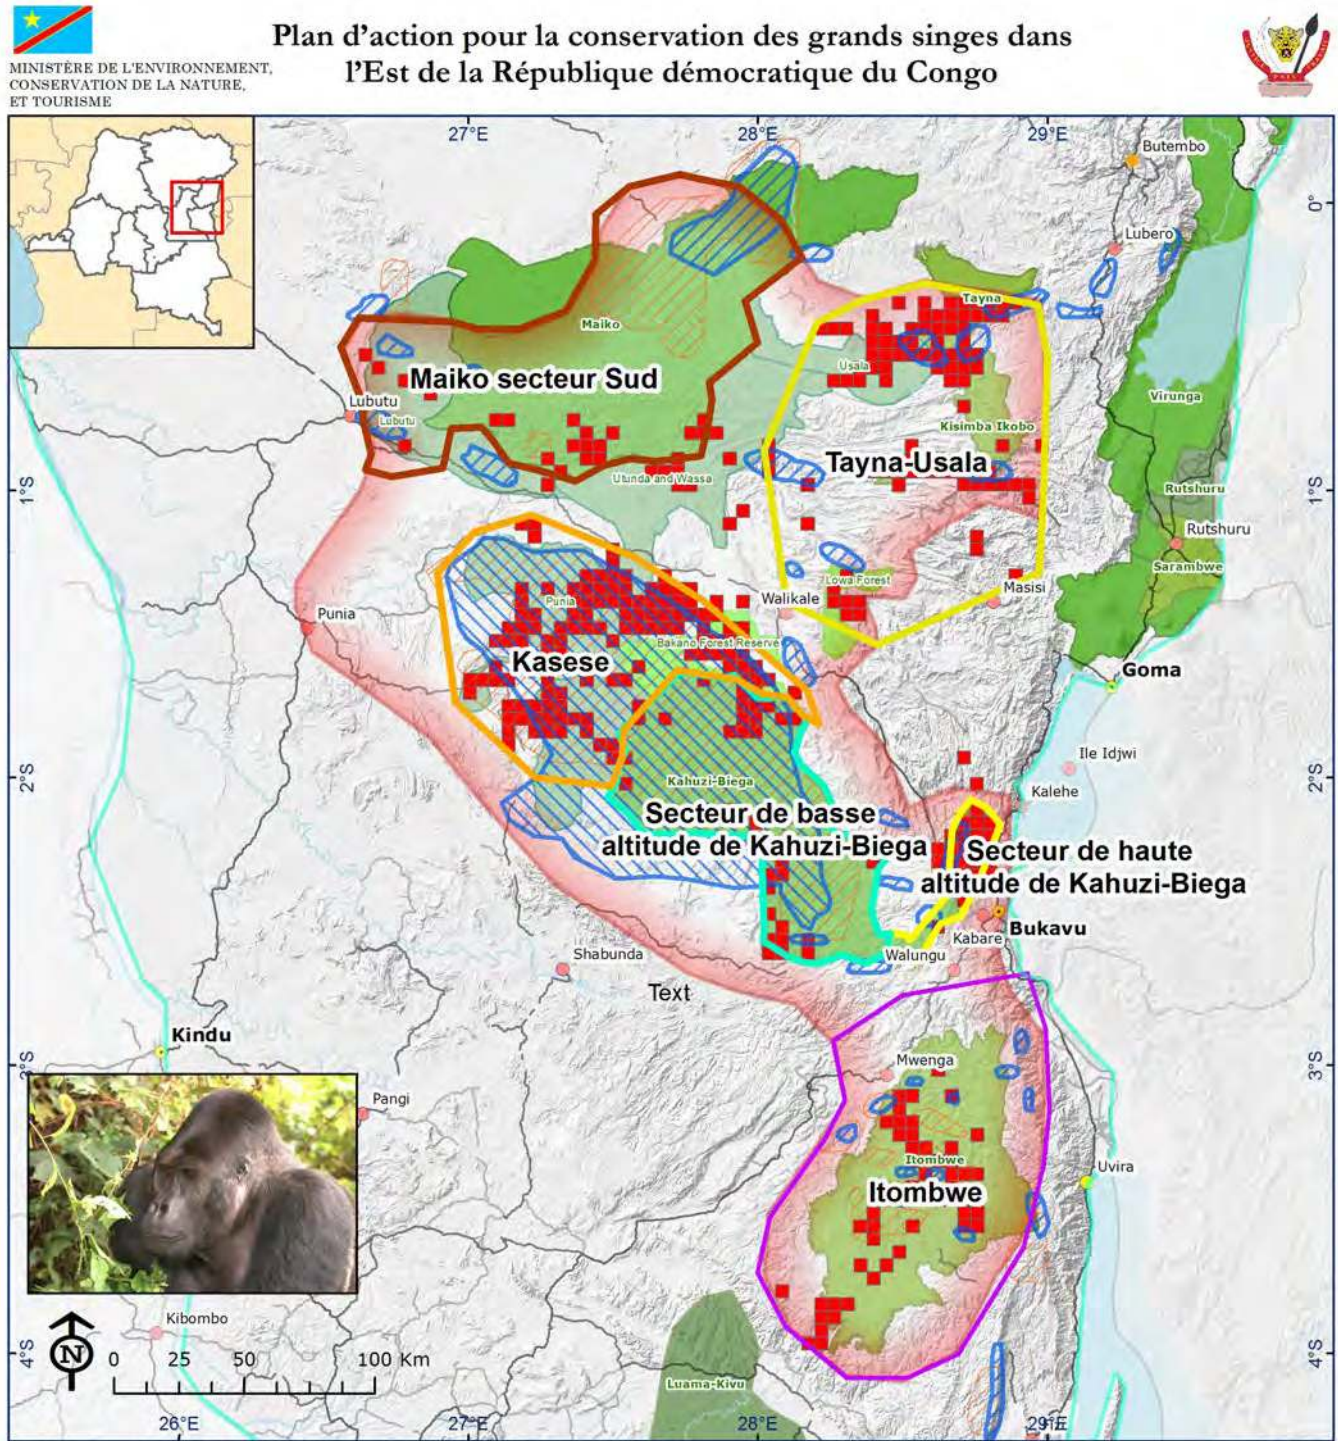 Plan d'action pour la conservation des grands singes dans
l'Est de la République démocratique du Congo
MINISTÈRE DE L'ENVIRONNEMENT,
CONSERVATION DE LA NATURE,
ET TOURISME
27°E
28°E
29°E
Butembo
0°
0°
Lubero
Tayna
Maiko
Usala
Maiko secteur Sud
Virunga
Lubutu
Lubutu
Kisimba Ikobo
Tayna-Usala
Utunda and Wassa
1°S
1°S
Rutshuru
Rutshuru
Sarambwe
Lowa Forest
Masisi
Walikale
Punia
Punia
Bakano Forest Reserve
Kasese
Goma
Ile Idjwi
2°S
2°S
Kahuzi-Biega
Kalehe
Secteur de basse
altitude de Kahuzi-Biega
Secteur de haute
altitude de Kahuzi-Biega
Bukavu
Kabare
Walungu
Shabunda
Text
Kindu
3°S
3°S
Mwenga
Pangi
Itombwe
Uvira
Itombwe
Kibombo
N
0
25
50
100 Km
4°S
4°S
Luama-Kivu
26°E
27°E
28°E
29°E